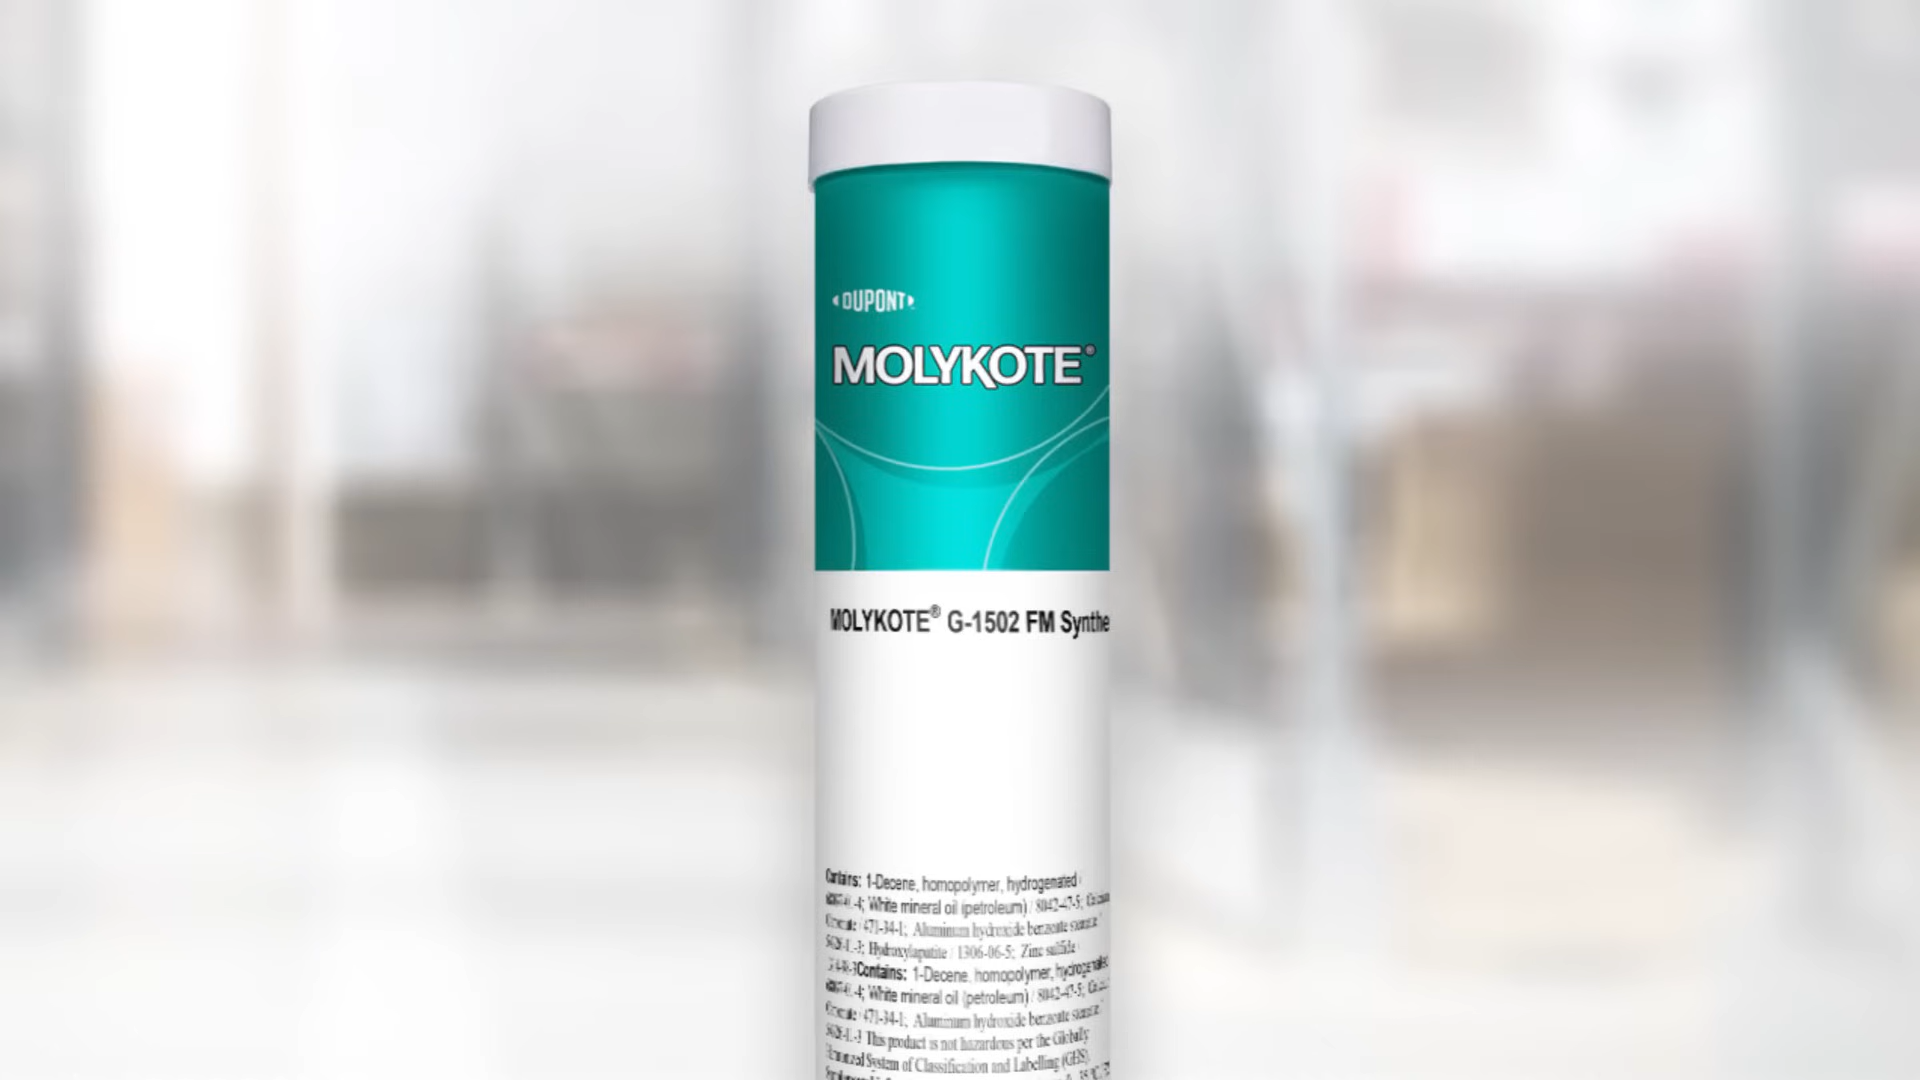 DUPONT
MOLYKOTE®
MOLYKOTE® G-1502 FM Synthe
Contains: 1-Decene, homopolymer, hydrogenated
White mineral oil (petroleum) / 8042-47-5;
/ 471-34-1; Aluminum hydroxide benzoate stearate
Hydroxylapatite / 1306-06-5; Zinc sulfide
Contains: 1-Decene, homopolymer, hydrogenated
White mineral oil (petroleum) / 8042-47-5;
/ 471-34-1; Aluminum hydroxide benzoate stearate
This product is not hazardous per the Globally
System of Classification and Labelling (GHS).